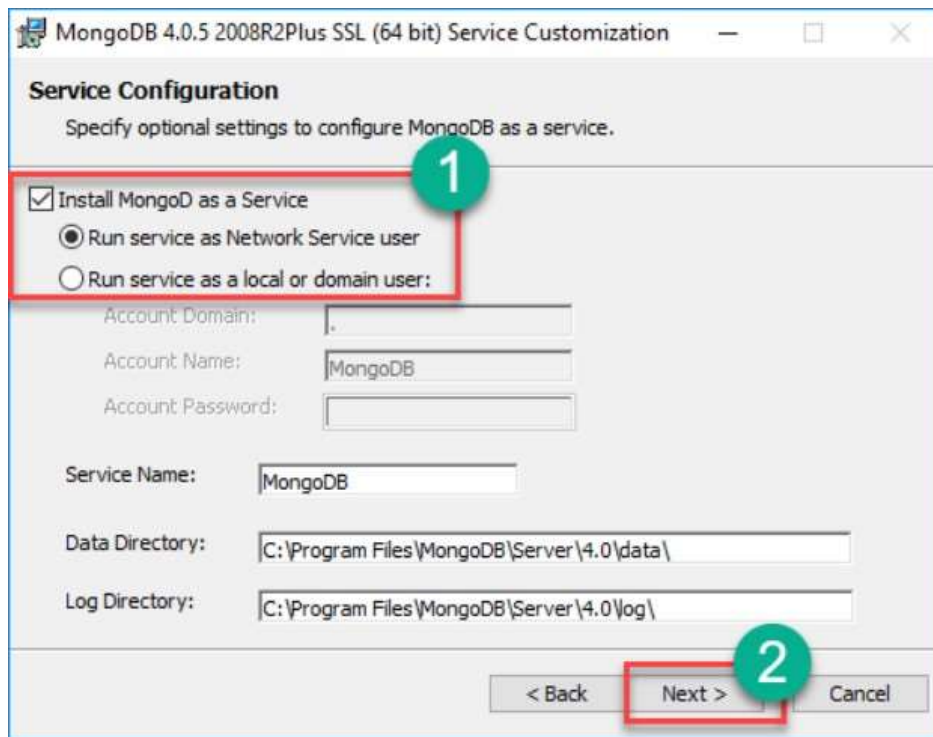 MongoDB 4.0.5 2008R2Plus SSL (64 bit) Service Customization
Service Configuration
Specify optional settings to configure MongoDB as a service.
1
Install MongoD as a Service
Run service as Network Service user
Run service as a local or domain user:
Account Domain: .
Account Name: MongoDB
Account Password:
Service Name: MongoDB
Data Directory: C:\Program Files\MongoDB\Server\4.0\data\
Log Directory: C:\Program Files\MongoDB\Server\4.0\log\
2
< Back Next > Cancel